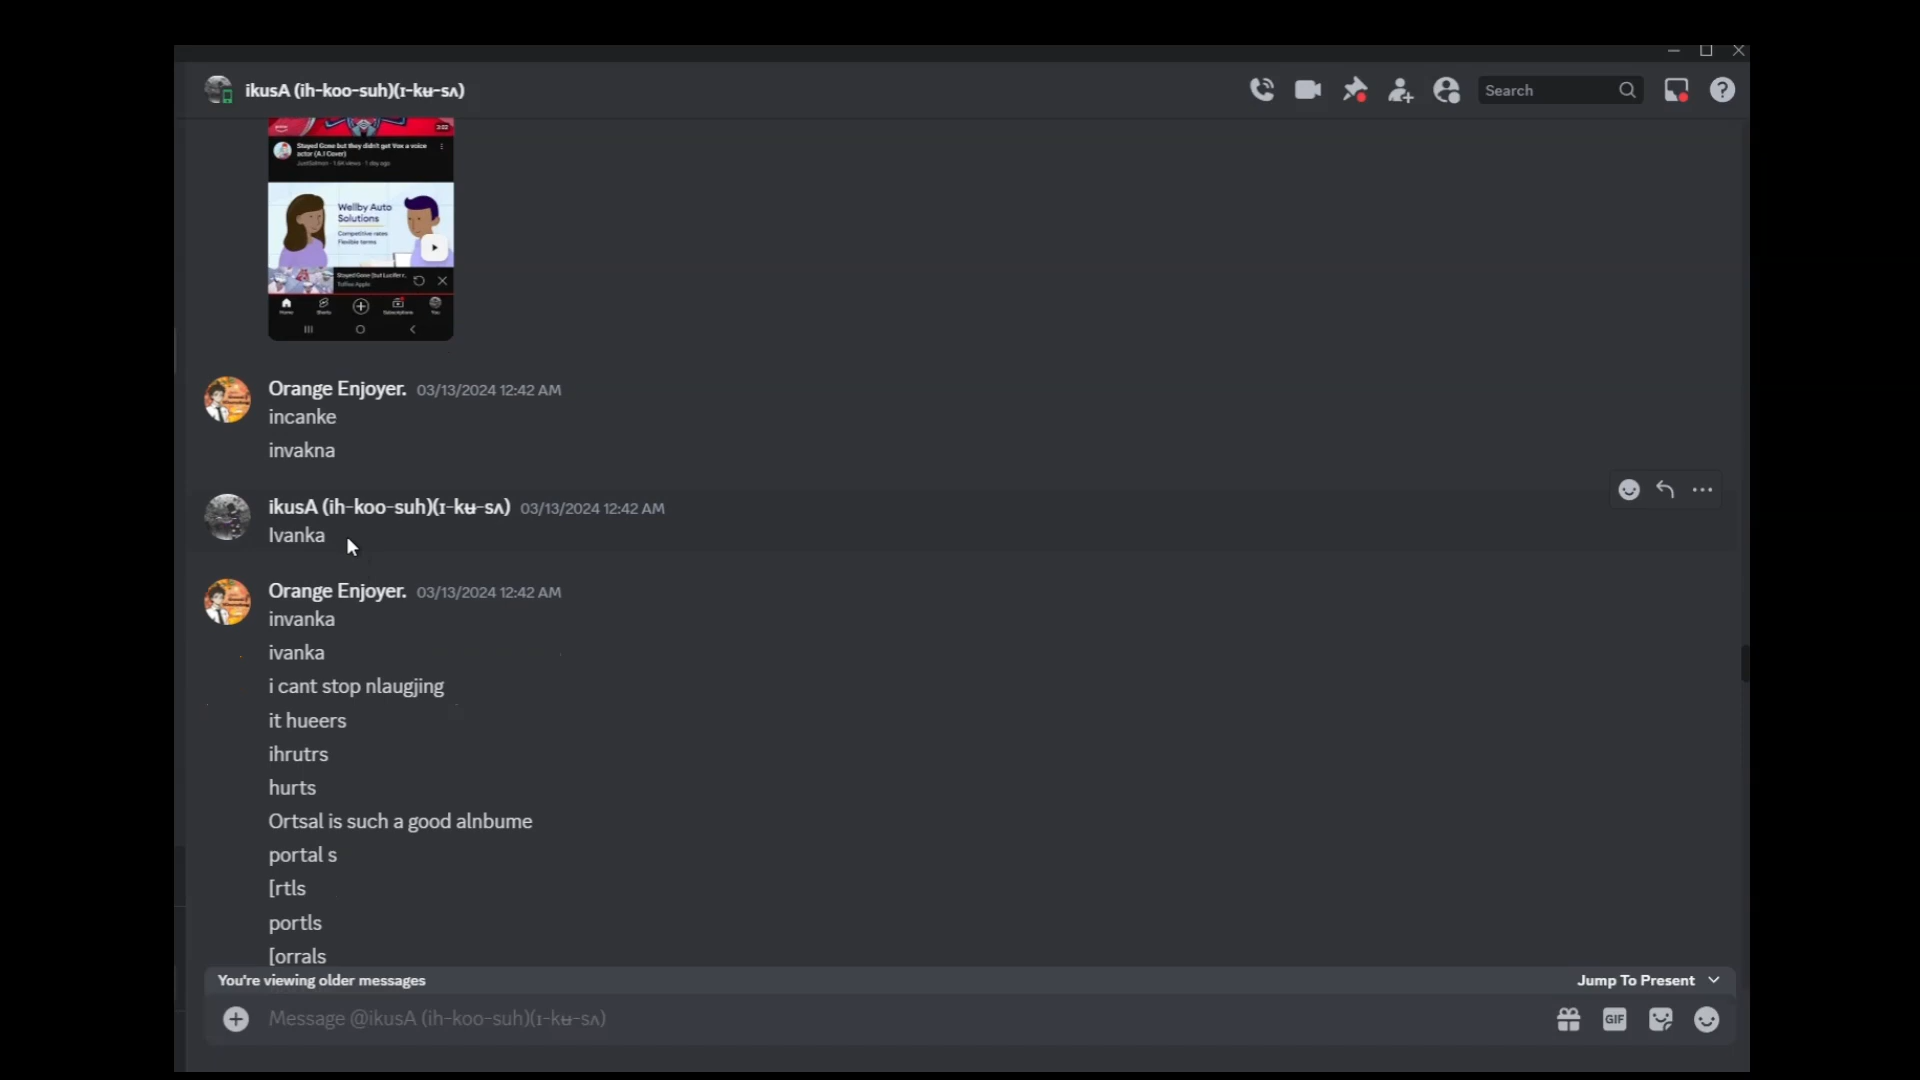 ikusA (ih-koo-suh)(ɪ-kʉ-sʌ)
Search
3:02
Stayed Gone but they didn't get Vox a voice
actor (A.I Cover)
JustSalmon · 1.6K views · 1 day ago
Wellby Auto
Solutions
Competitive rates
Flexible terms
Stayed Gone (but Lucifer r...
Toffee Apple
Home
Shorts
Subscriptions
You
Orange Enjoyer. 03/13/2024 12:42 AM
incanke
invakna
ikusA (ih-koo-suh)(ɪ-kʉ-sʌ) 03/13/2024 12:42 AM
Ivanka
Orange Enjoyer. 03/13/2024 12:42 AM
invanka
ivanka
i cant stop nlaugjing
it hueers
ihrutrs
hurts
Ortsal is such a good alnbume
portal s
[rtls
portls
[orrals
You're viewing older messages
Jump To Present
Message @ikusA (ih-koo-suh)(ɪ-kʉ-sʌ)
GIF